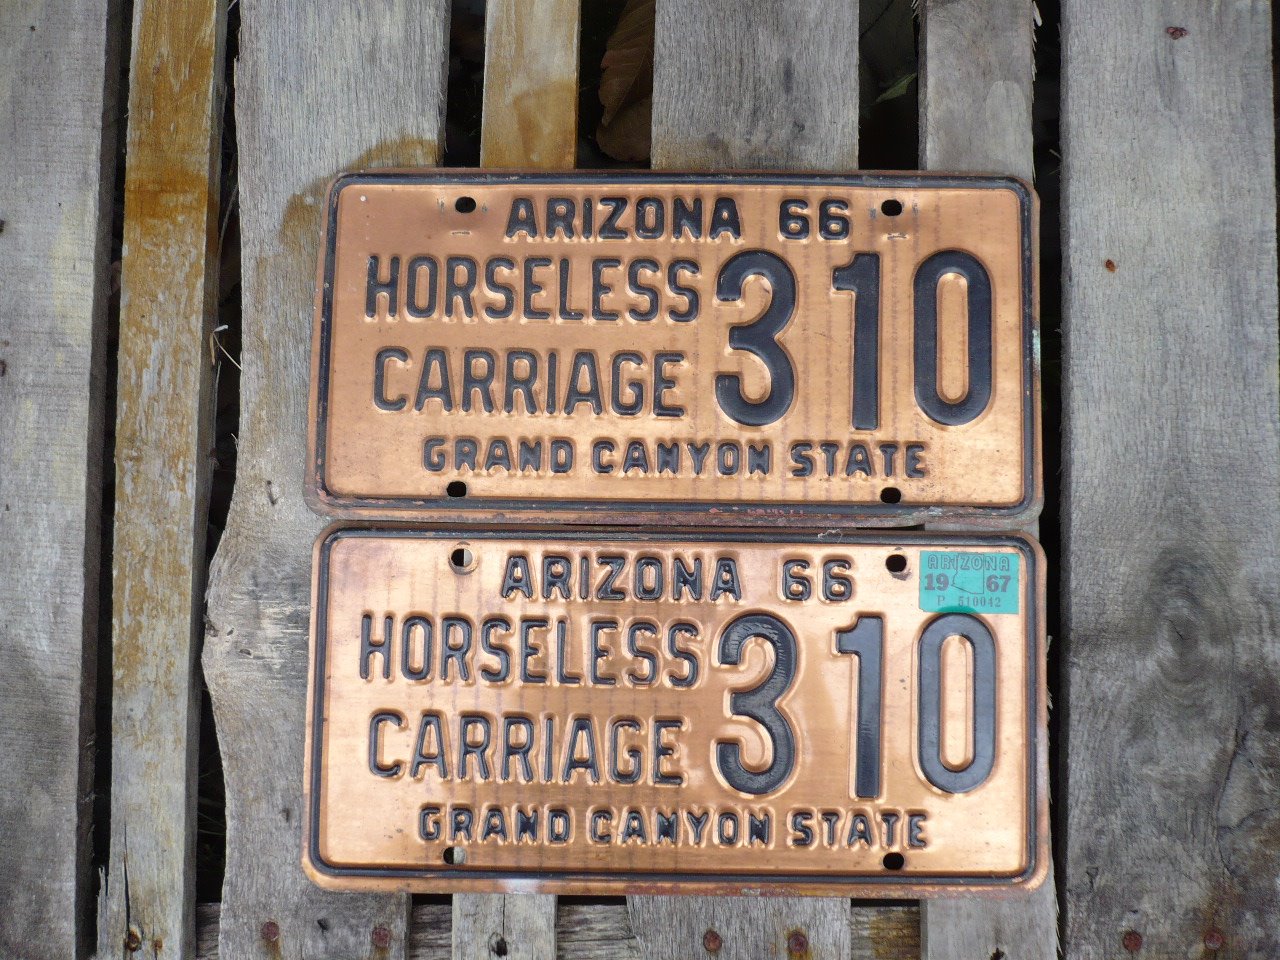 ARIZONA 66
HORSELESS
CARRIAGE
310
GRAND CANYON STATE
ARIZONA 66
ARIZONA
19 67
P 510042
HORSELESS
CARRIAGE
310
GRAND CANYON STATE